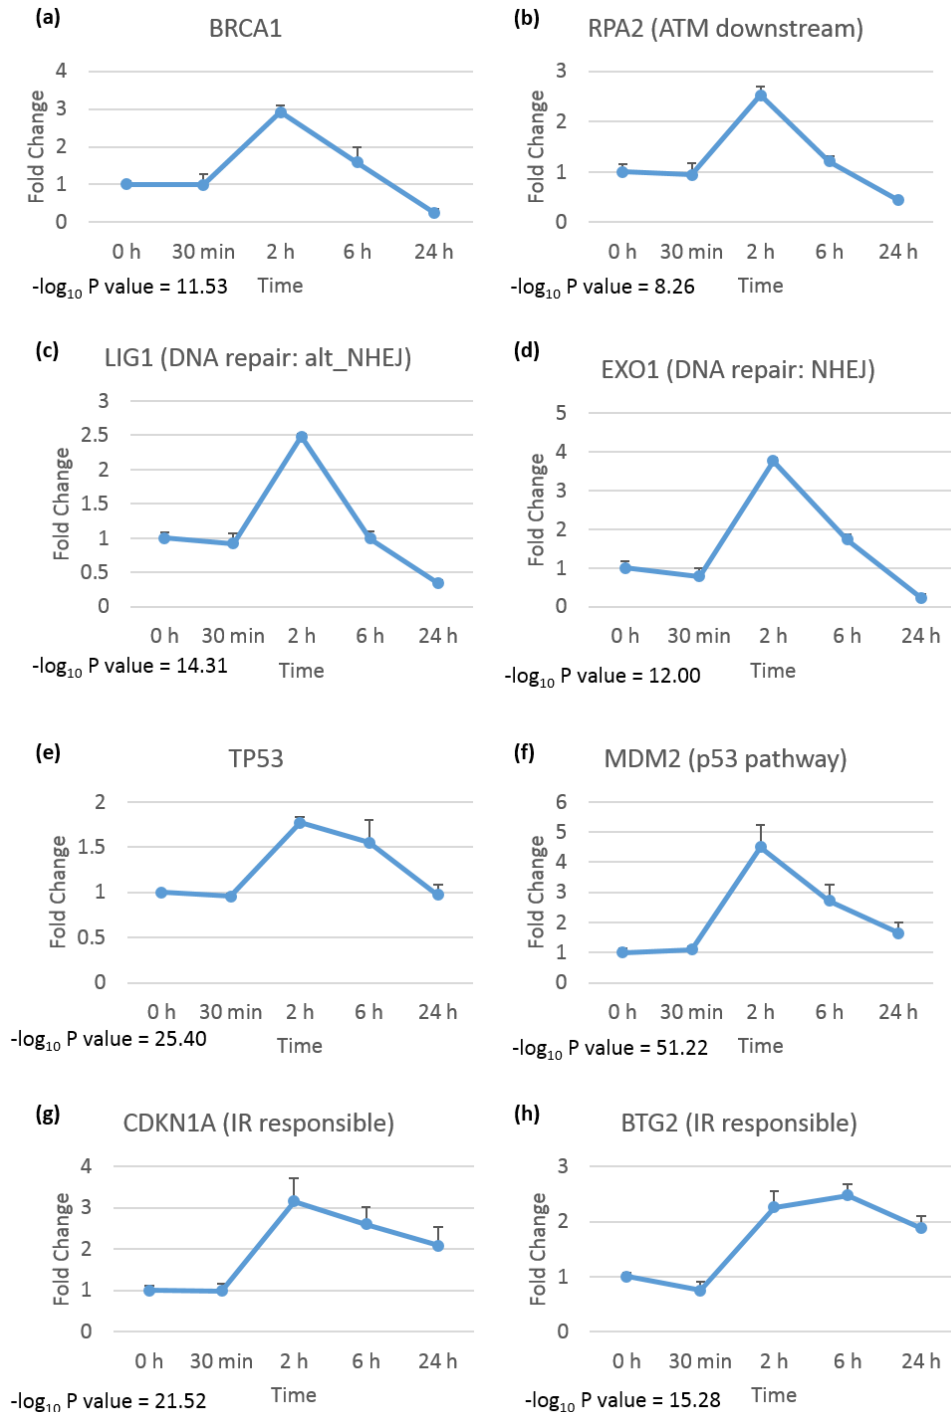 (a)
BRCA1
4
3
2
1
0
Fold Change
0 h 30 min 2 h 6 h 24 h
-log10 P value = 11.53 Time
(b)
RPA2 (ATM downstream)
3
2
1
0
Fold Change
0 h 30 min 2 h 6 h 24 h
-log10 P value = 8.26 Time
(c)
LIG1 (DNA repair: alt_NHEJ)
3
2.5
2
1.5
1
0.5
0
Fold Change
0 h 30 min 2 h 6 h 24 h
-log10 P value = 14.31 Time
(d)
EXO1 (DNA repair: NHEJ)
5
4
3
2
1
0
Fold Change
0 h 30 min 2 h 6 h 24 h
-log10 P value = 12.00 Time
(e)
TP53
2
1.5
1
0.5
0
Fold Change
0 h 30 min 2 h 6 h 24 h
-log10 P value = 25.40 Time
(f)
MDM2 (p53 pathway)
6
5
4
3
2
1
0
Fold Change
0 h 30 min 2 h 6 h 24 h
-log10 P value = 51.22 Time
(g)
CDKN1A (IR responsible)
4
3
2
1
0
Fold Change
0 h 30 min 2 h 6 h 24 h
-log10 P value = 21.52 Time
(h)
BTG2 (IR responsible)
3
2
1
0
Fold Change
0 h 30 min 2 h 6 h 24 h
-log10 P value = 15.28 Time